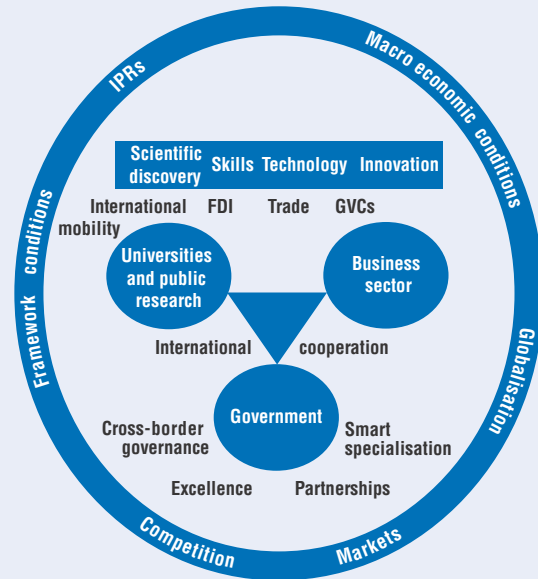 IPRs
Macro economic conditions
Scientific
discovery
Skills
Technology
Innovation
International
mobility
FDI
Trade
GVCs
Universities
and public
research
Business
sector
Framework conditions
Globalisation
International cooperation
Government
Cross-border
governance
Smart
specialisation
Excellence
Partnerships
Competition
Markets